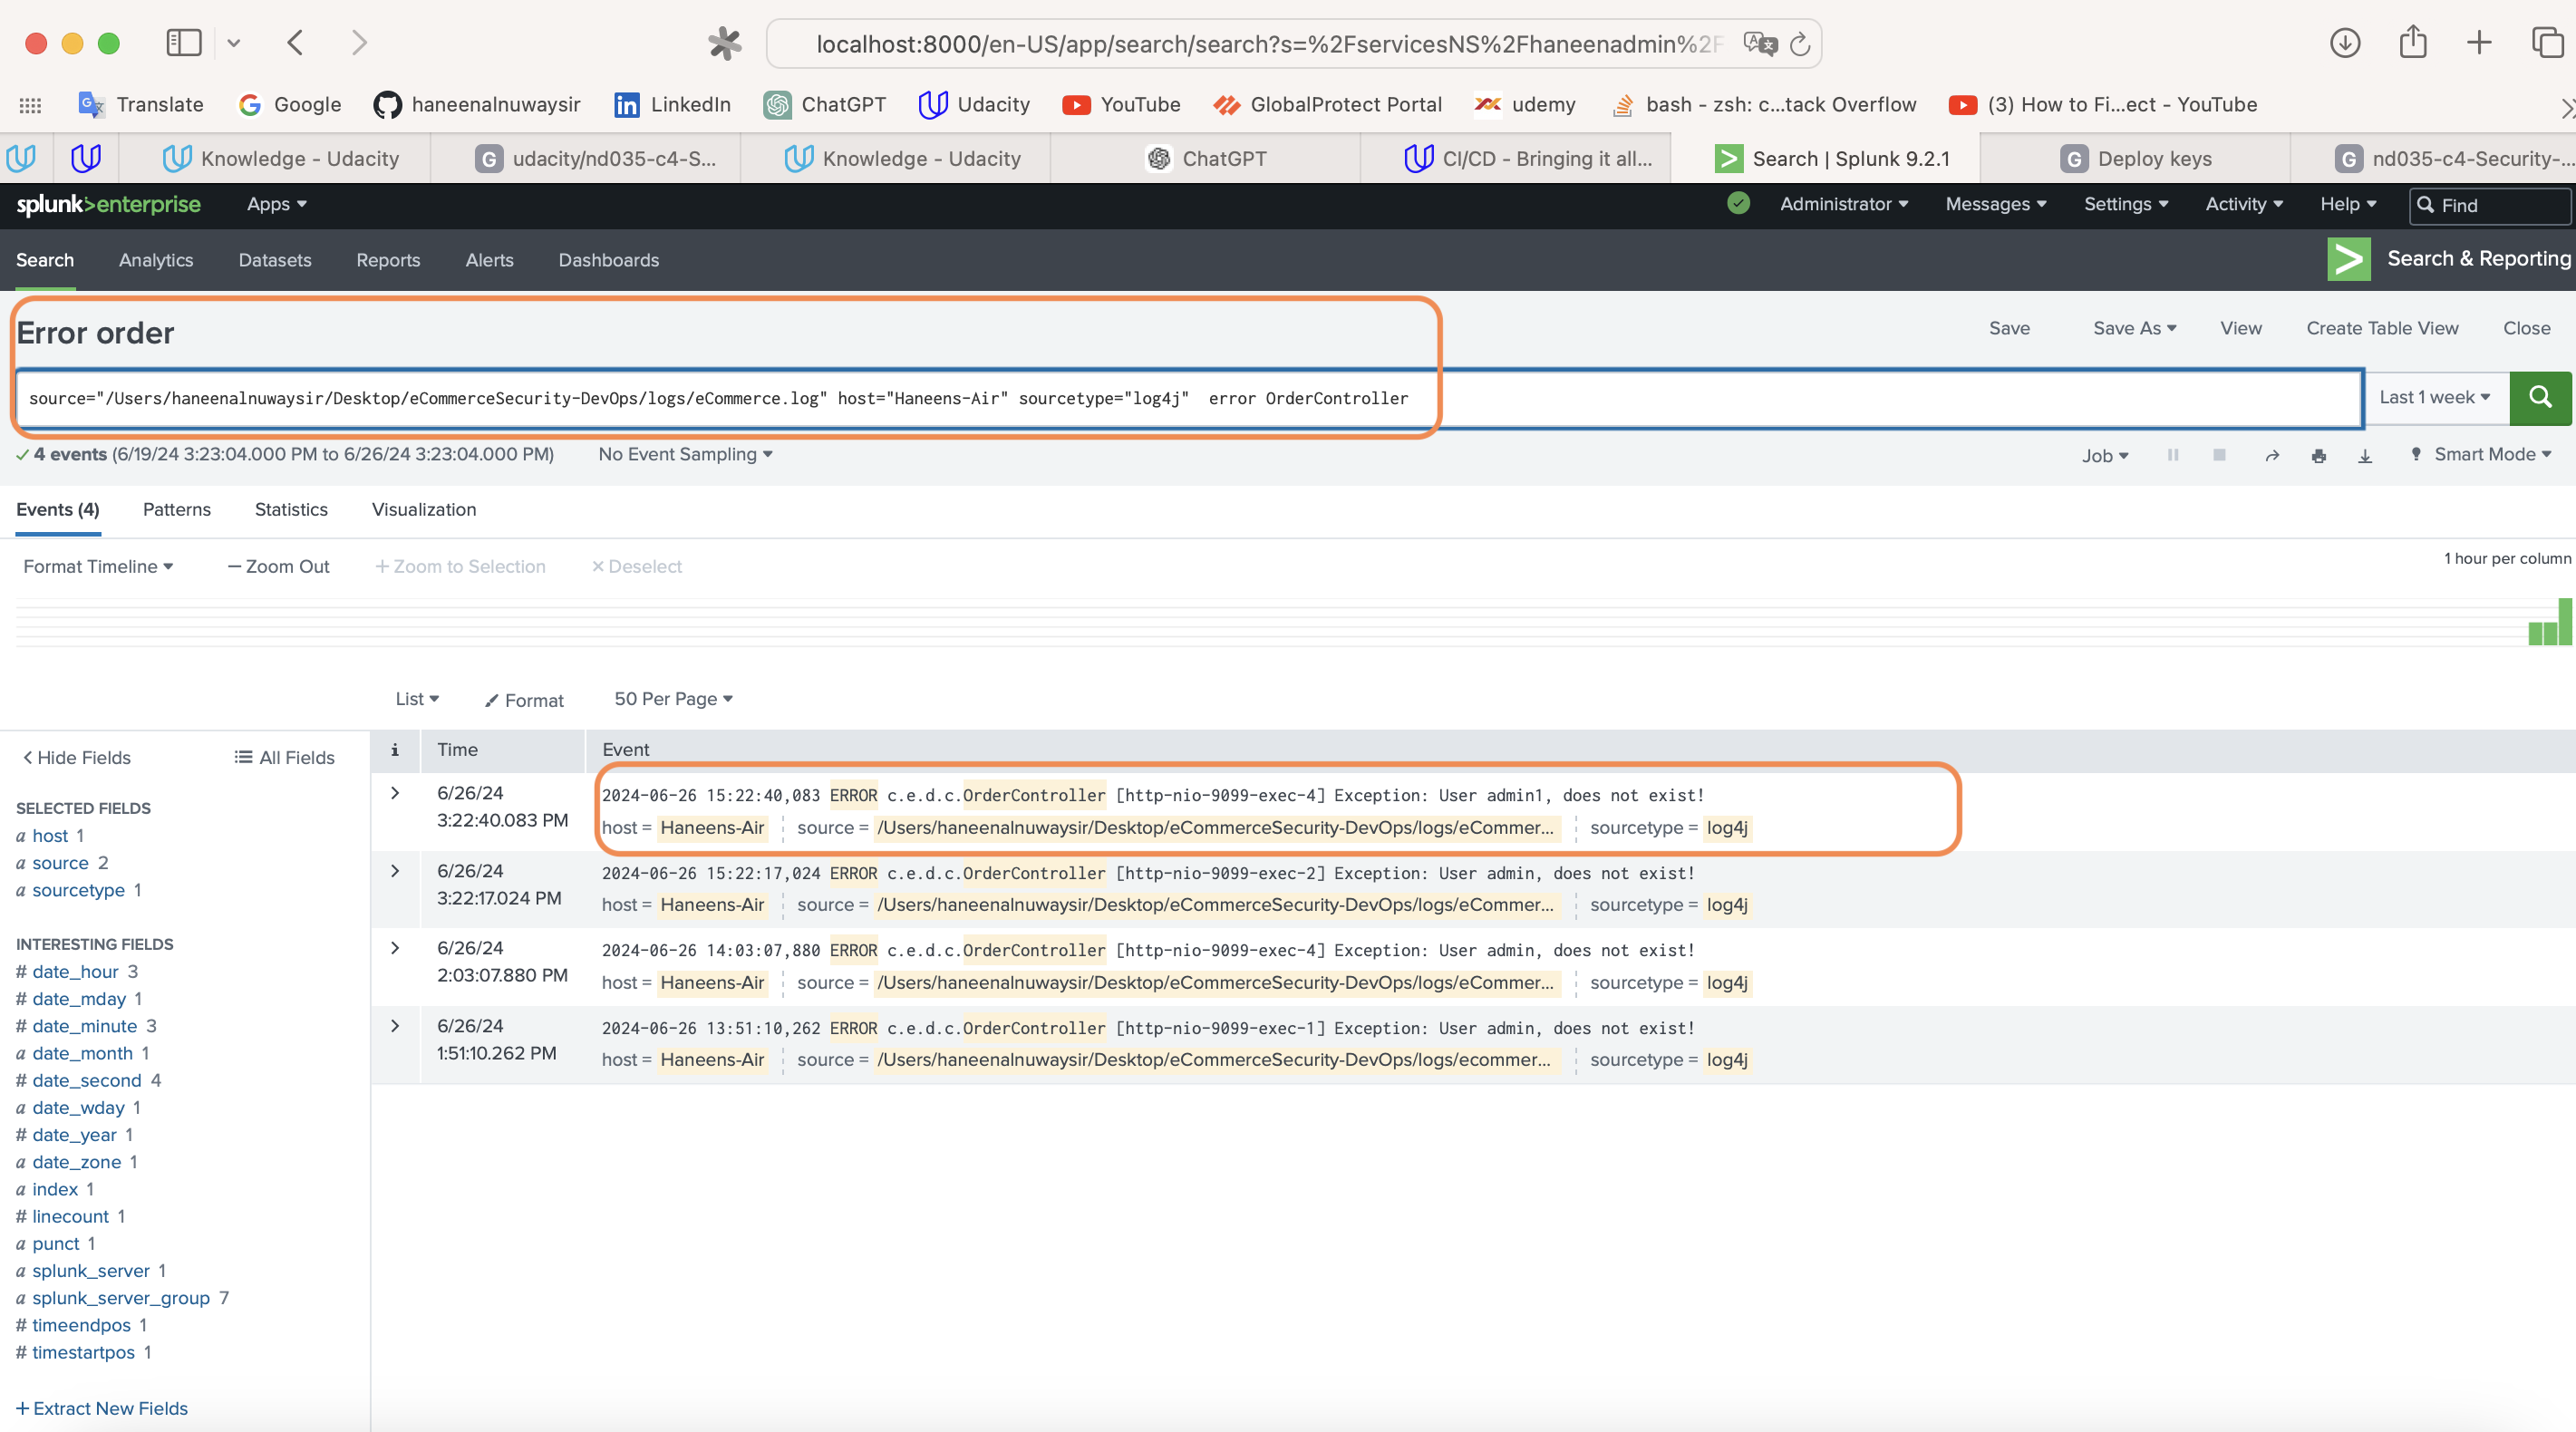 localhost:8000/en-US/app/search/search?s=%2FservicesNS%2Fhaneenadmin%2F
Translate Google haneenalnuwaysir LinkedIn ChatGPT Udacity YouTube GlobalProtect Portal udemy bash - zsh: c...tack Overflow (3) How to Fi...ect - YouTube
Knowledge - Udacity G udacity/nd035-c4-S... Knowledge - Udacity ChatGPT CI/CD - Bringing it all... Search | Splunk 9.2.1 G Deploy keys G nd035-c4-Security-...
splunk>enterprise Apps Administrator Messages Settings Activity Help Find
Search Analytics Datasets Reports Alerts Dashboards Search & Reporting
Error order Save Save As View Create Table View Close
source="/Users/haneenalnuwaysir/Desktop/eCommerceSecurity-DevOps/logs/eCommerce.log" host="Haneens-Air" sourcetype="log4j"  error OrderController Last 1 week
4 events (6/19/24 3:23:04.000 PM to 6/26/24 3:23:04.000 PM) No Event Sampling Job Smart Mode
Events (4) Patterns Statistics Visualization
Format Timeline — Zoom Out + Zoom to Selection × Deselect 1 hour per column
List Format 50 Per Page
< Hide Fields All Fields
SELECTED FIELDS
a host 1
a source 2
a sourcetype 1
INTERESTING FIELDS
# date_hour 3
# date_mday 1
# date_minute 3
a date_month 1
# date_second 4
a date_wday 1
# date_year 1
a date_zone 1
a index 1
# linecount 1
a punct 1
a splunk_server 1
a splunk_server_group 7
# timeendpos 1
# timestartpos 1
+ Extract New Fields
i Time Event
6/26/24
3:22:40.083 PM
2024-06-26 15:22:40,083 ERROR c.e.d.c.OrderController [http-nio-9099-exec-4] Exception: User admin1, does not exist!
host = Haneens-Air source = /Users/haneenalnuwaysir/Desktop/eCommerceSecurity-DevOps/logs/eCommer... sourcetype = log4j
6/26/24
3:22:17.024 PM
2024-06-26 15:22:17,024 ERROR c.e.d.c.OrderController [http-nio-9099-exec-2] Exception: User admin, does not exist!
host = Haneens-Air source = /Users/haneenalnuwaysir/Desktop/eCommerceSecurity-DevOps/logs/eCommer... sourcetype = log4j
6/26/24
2:03:07.880 PM
2024-06-26 14:03:07,880 ERROR c.e.d.c.OrderController [http-nio-9099-exec-4] Exception: User admin, does not exist!
host = Haneens-Air source = /Users/haneenalnuwaysir/Desktop/eCommerceSecurity-DevOps/logs/eCommer... sourcetype = log4j
6/26/24
1:51:10.262 PM
2024-06-26 13:51:10,262 ERROR c.e.d.c.OrderController [http-nio-9099-exec-1] Exception: User admin, does not exist!
host = Haneens-Air source = /Users/haneenalnuwaysir/Desktop/eCommerceSecurity-DevOps/logs/ecommer... sourcetype = log4j